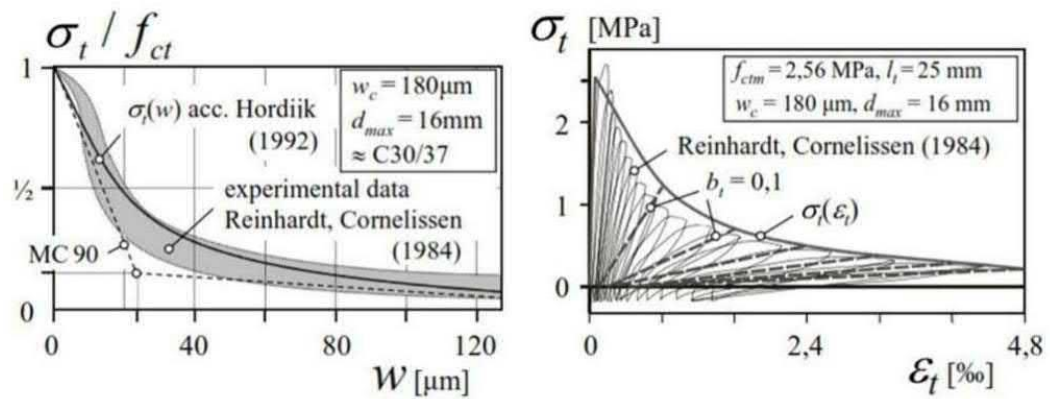 σt / fct
1
½
0
wc = 180μm
dmax = 16mm
≈ C30/37
σt(w) acc. Hordijk
(1992)
experimental data
Reinhardt, Cornelissen
(1984)
MC 90
0
40
80
120
w [μm]
σt [MPa]
2
1
0
fctm = 2,56 MPa, lt = 25 mm
wc = 180 μm, dmax = 16 mm
Reinhardt, Cornelissen (1984)
bt = 0,1
σt(εt)
0
2,4
4,8
εt [‰]